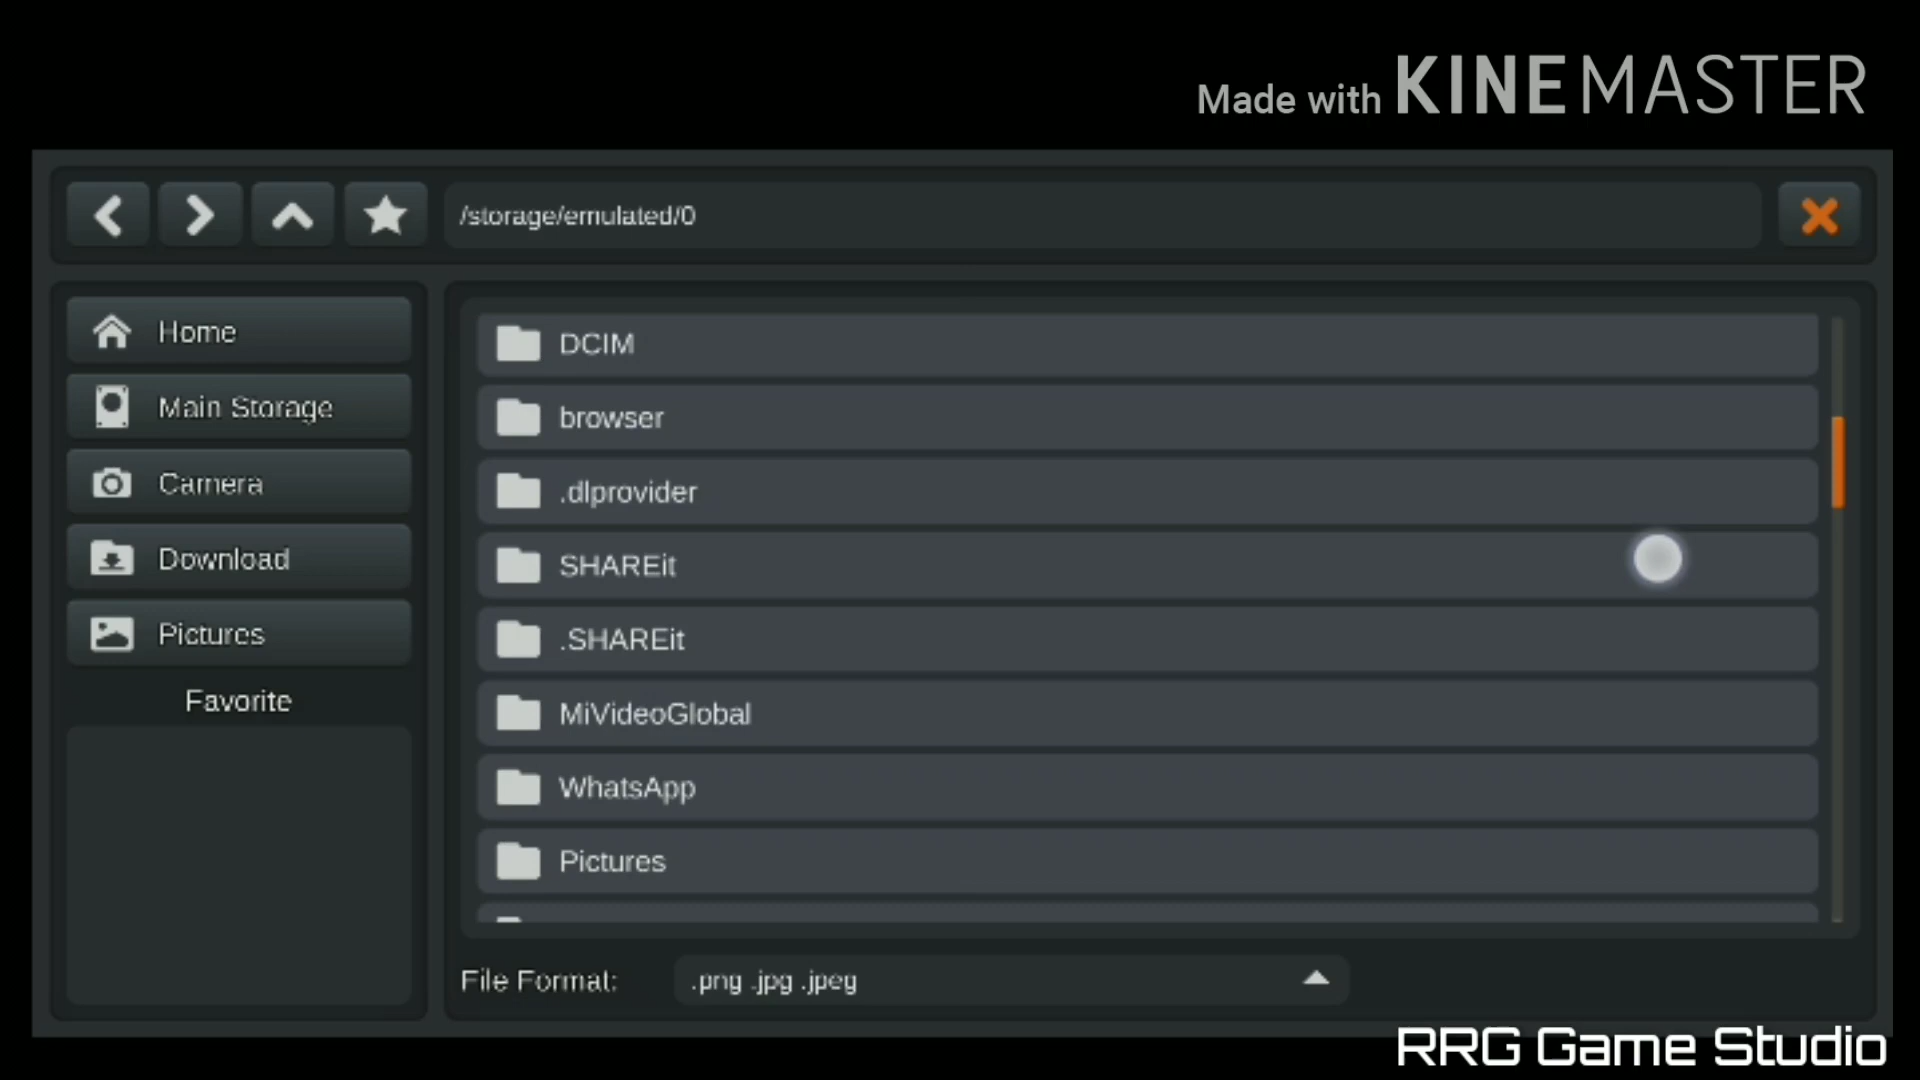 Made with KINEMASTER
/storage/emulated/0
Home
Main Storage
Camera
Download
Pictures
Favorite
DCIM
browser
.dlprovider
SHAREit
.SHAREit
MiVideoGlobal
WhatsApp
Pictures
File Format: .png .jpg .jpeg
RRG Game Studio